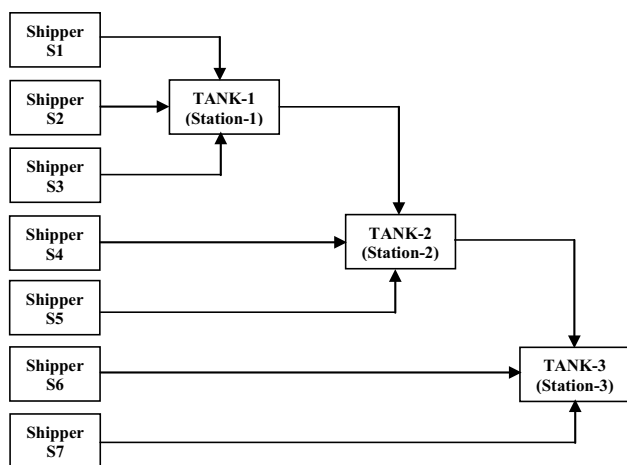 Shipper
S1
Shipper
S2
TANK-1
(Station-1)
Shipper
S3
Shipper
S4
TANK-2
(Station-2)
Shipper
S5
Shipper
S6
TANK-3
(Station-3)
Shipper
S7